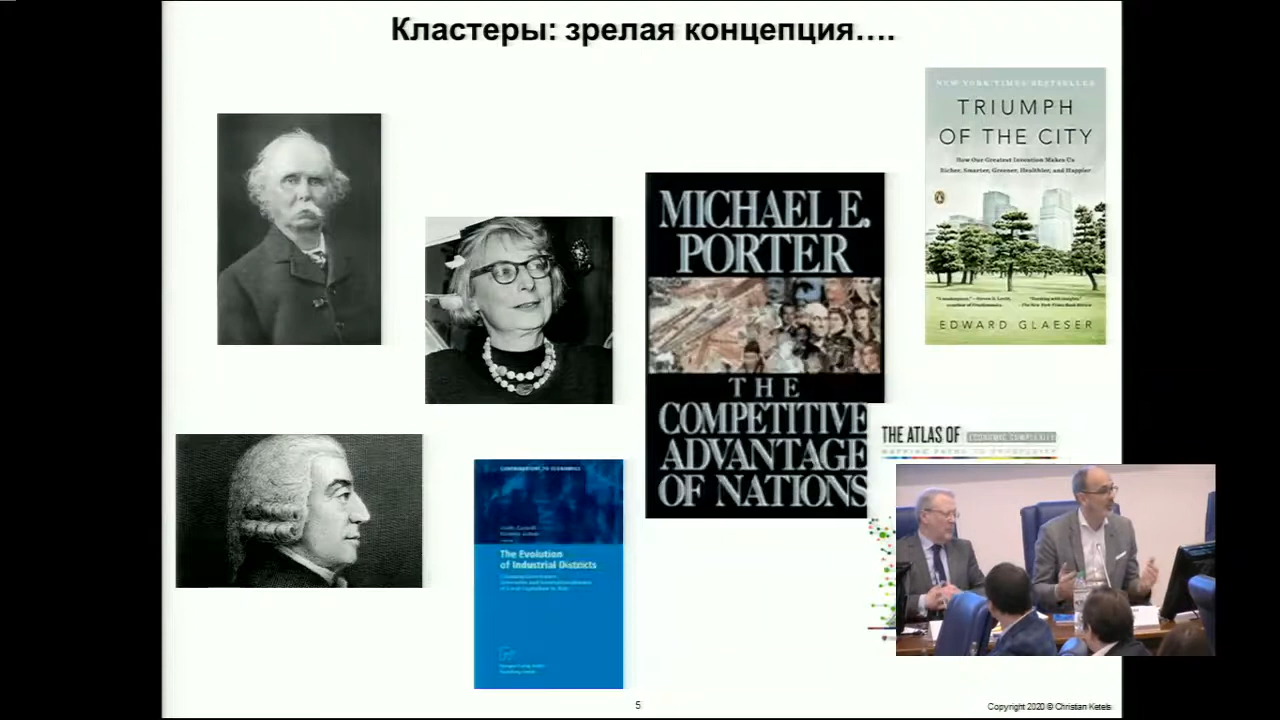 Кластеры: зрелая концепция….
NEW YORK TIMES BESTSELLER
TRIUMPH
OF THE CITY
How Our Greatest Invention Makes Us
Richer, Smarter, Greener, Healthier, and Happier
EDWARD GLAESER
MICHAEL E.
PORTER
THE
COMPETITIVE
ADVANTAGE
OF NATIONS
THE ATLAS OF
ECONOMIC COMPLEXITY
MAPPING PATHS TO PROSPERITY
CONTRIBUTIONS TO ECONOMICS
The Evolution
of Industrial Districts
5
Copyright 2020 © Christian Ketels